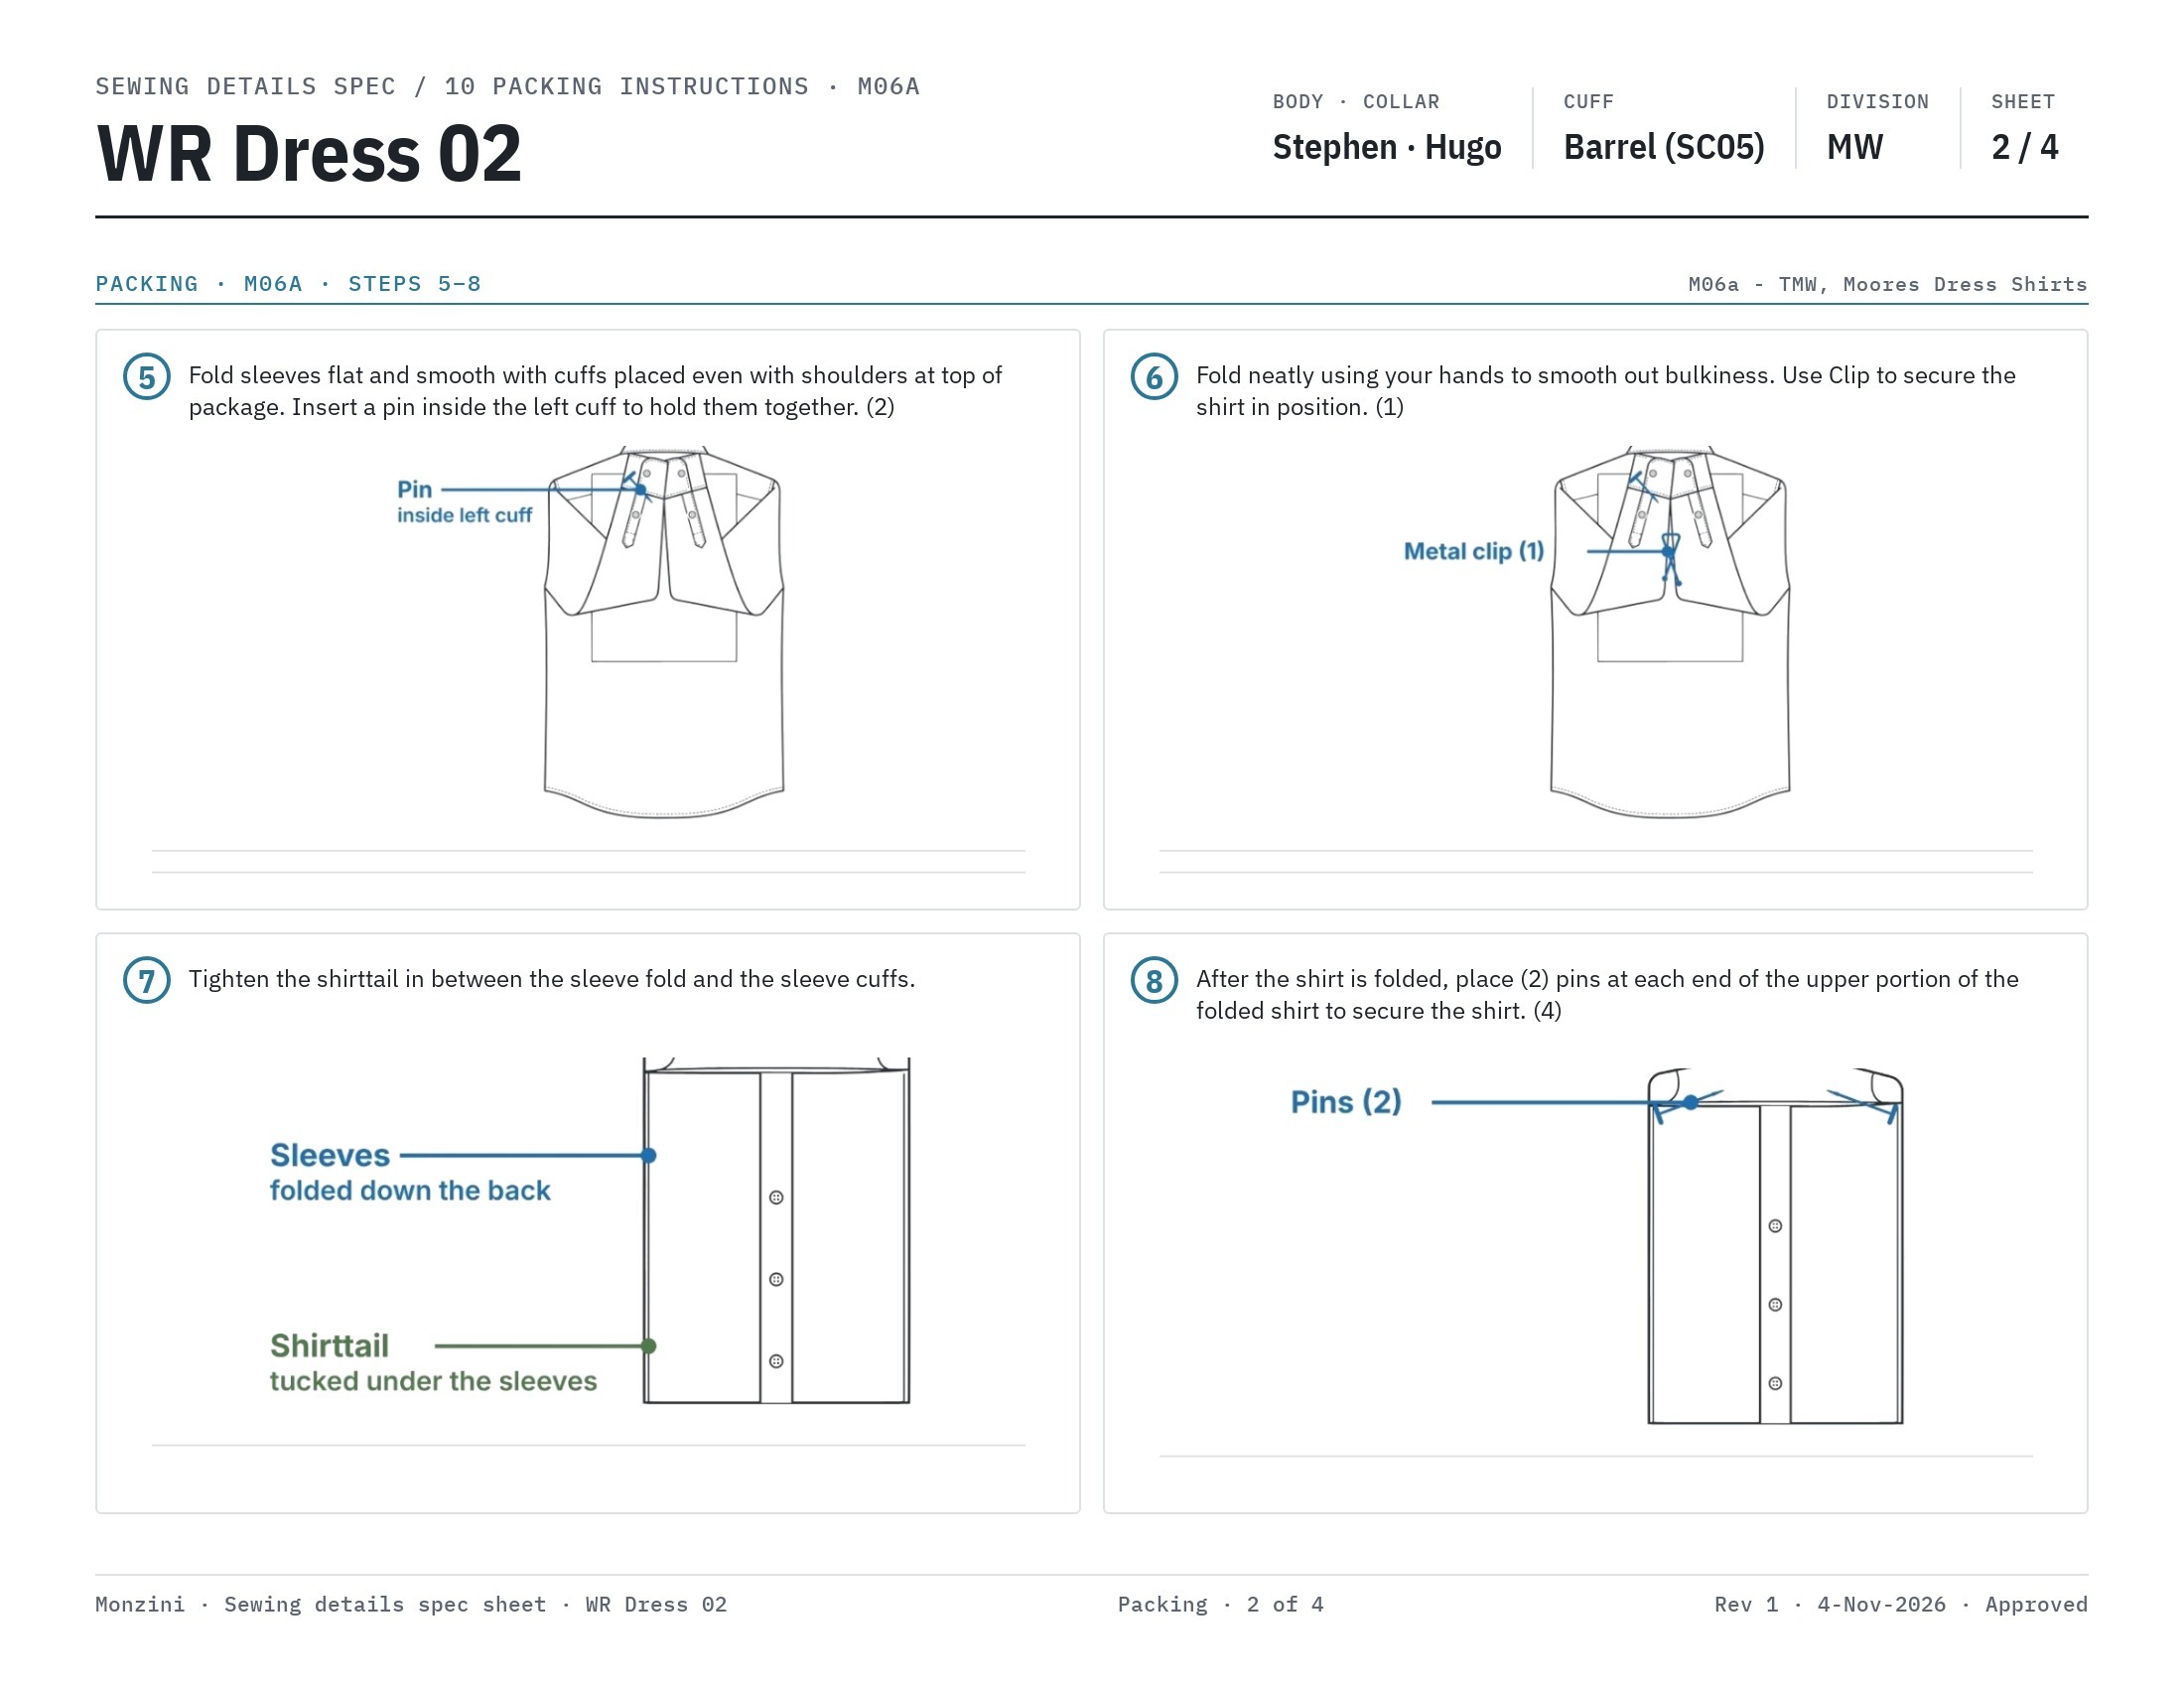 SEWING DETAILS SPEC / 10 PACKING INSTRUCTIONS · M06A
WR Dress 02
BODY · COLLAR
Stephen · Hugo
CUFF
Barrel (SC05)
DIVISION
MW
SHEET
2 / 4
PACKING · M06A · STEPS 5–8
M06a - TMW, Moores Dress Shirts
5
Fold sleeves flat and smooth with cuffs placed even with shoulders at top of
package. Insert a pin inside the left cuff to hold them together. (2)
Pin
inside left cuff
6
Fold neatly using your hands to smooth out bulkiness. Use Clip to secure the
shirt in position. (1)
Metal clip (1)
7
Tighten the shirttail in between the sleeve fold and the sleeve cuffs.
Sleeves
folded down the back
Shirttail
tucked under the sleeves
8
After the shirt is folded, place (2) pins at each end of the upper portion of the
folded shirt to secure the shirt. (4)
Pins (2)
Monzini · Sewing details spec sheet · WR Dress 02
Packing · 2 of 4
Rev 1 · 4-Nov-2026 · Approved